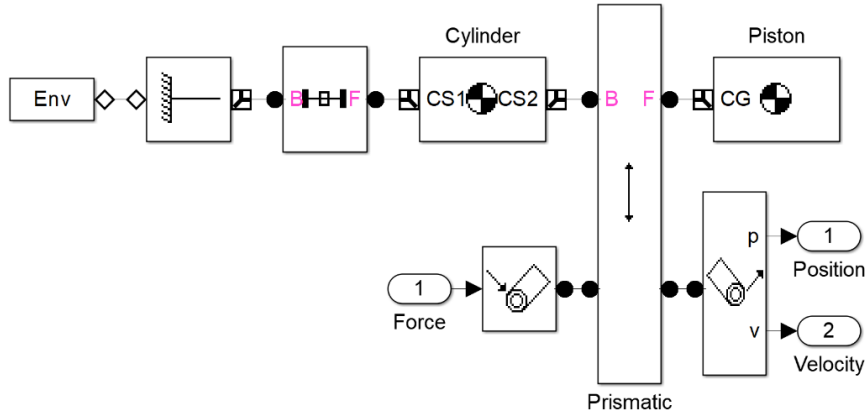 Cylinder
Piston
Env
B
F
CS1
CS2
B
F
CG
p
1
Position
1
Force
v
2
Velocity
Prismatic